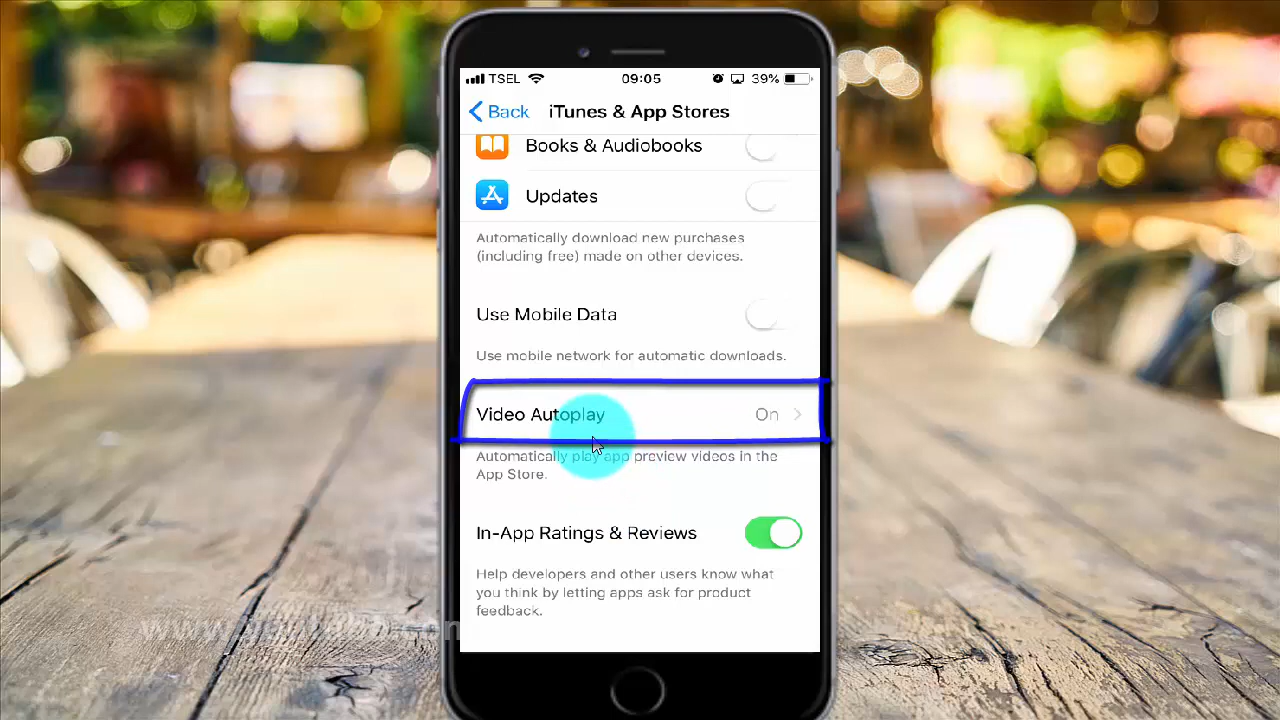 TSEL 09:05 39%
Back iTunes & App Stores
Books & Audiobooks
Updates
Automatically download new purchases
(including free) made on other devices.
Use Mobile Data
Use mobile network for automatic downloads.
Video Autoplay On
Automatically play app preview videos in the
App Store.
In-App Ratings & Reviews
Help developers and other users know what
you think by letting apps ask for product
feedback.